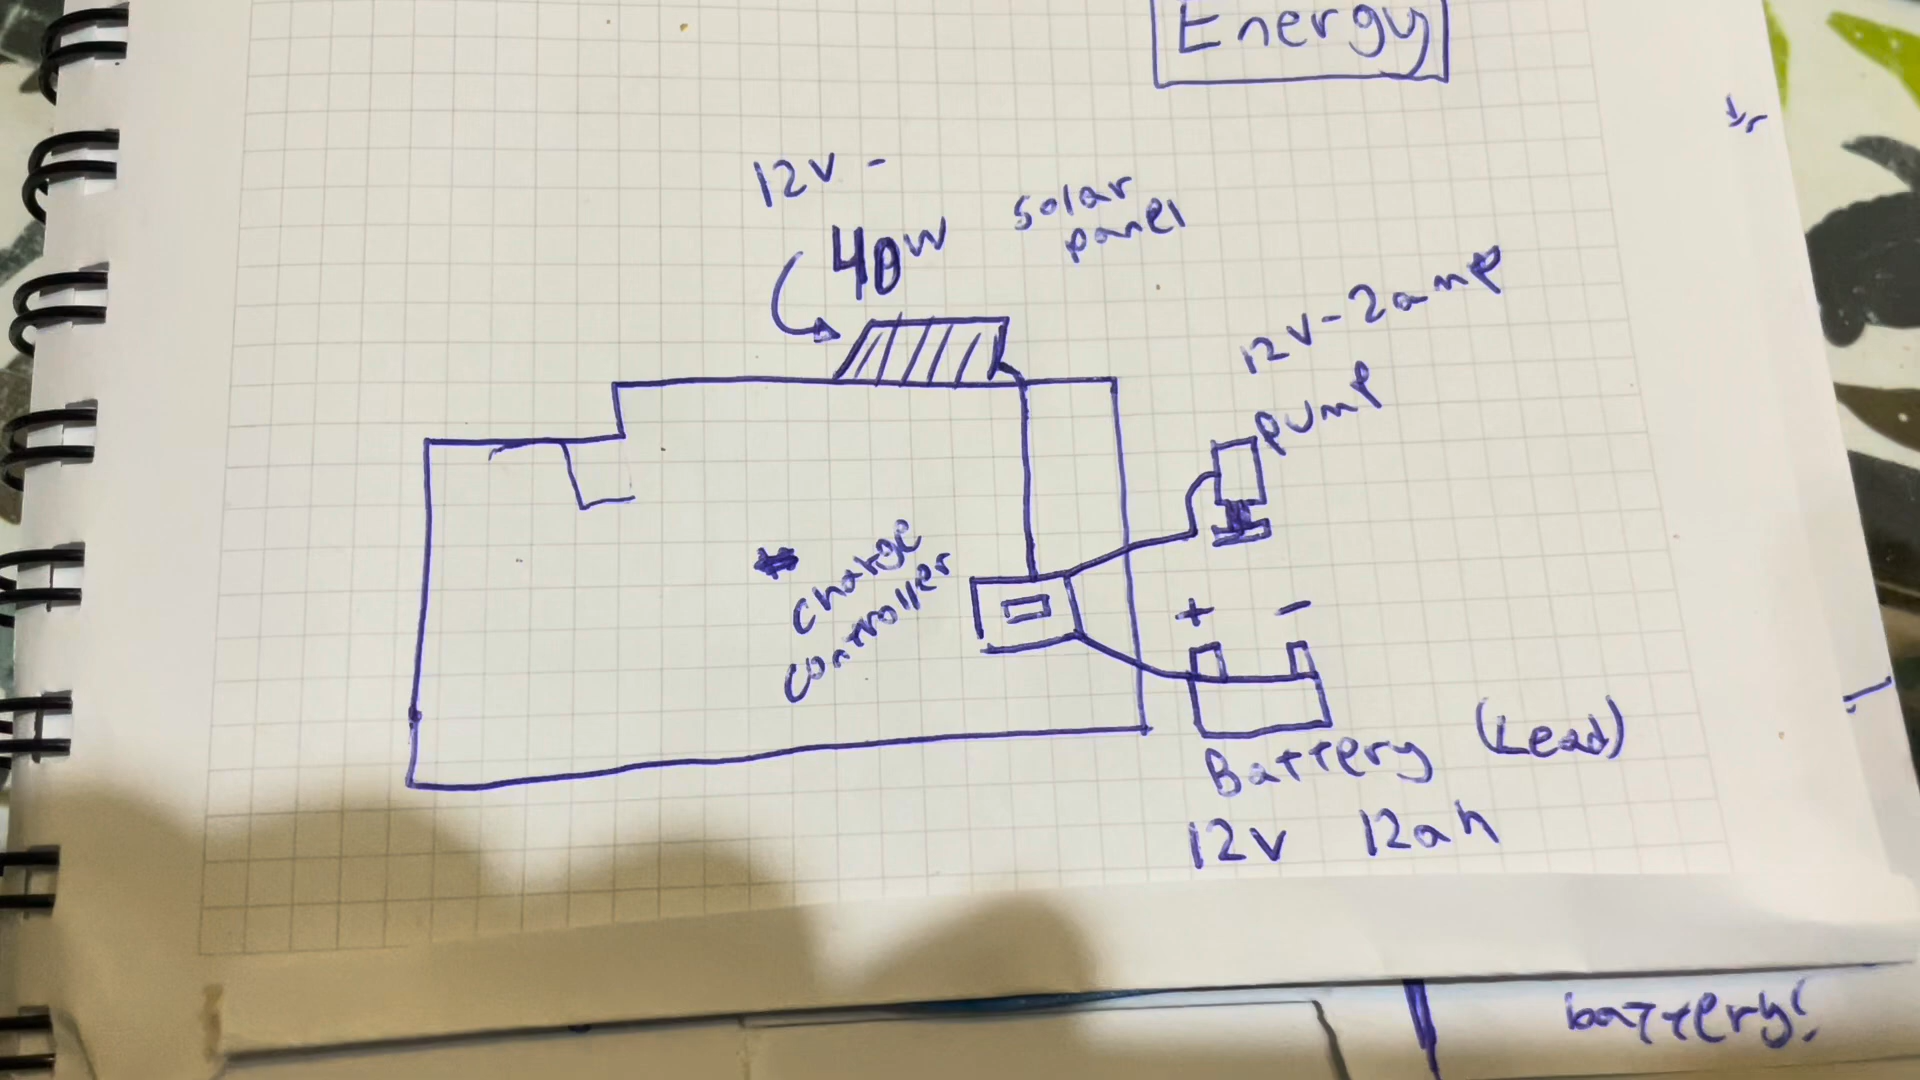 Energy
12V -
40W
solar
panel
12V-2amp
pump
* charge
controller
+ -
Battery (Lead)
12V 12ah
battery!